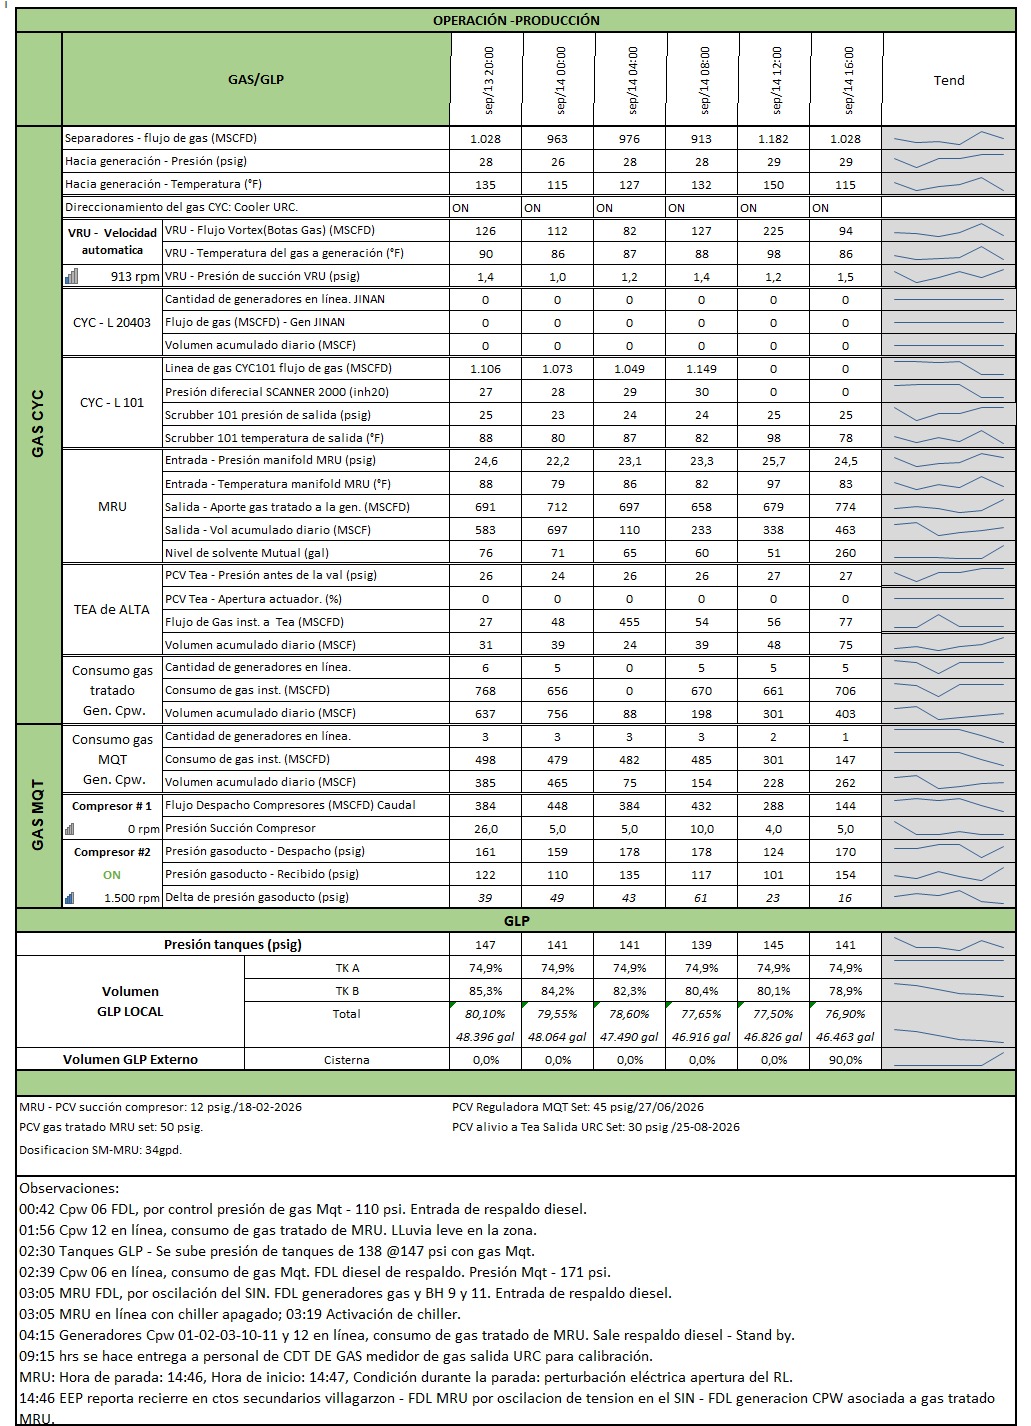 OPERACIÓN -PRODUCCIÓN
GAS/GLP sep/13 20:00 sep/14 00:00 sep/14 04:00 sep/14 08:00 sep/14 12:00 sep/14 16:00 Tend
GAS CYC
Separadores - flujo de gas (MSCFD) 1.028 963 976 913 1.182 1.028
Hacia generación - Presión (psig) 28 26 28 28 29 29
Hacia generación - Temperatura (°F) 135 115 127 132 150 115
Direccionamiento del gas CYC: Cooler URC. ON ON ON ON ON ON
VRU - Velocidad
automatica
913 rpm
VRU - Flujo Vortex(Botas Gas) (MSCFD) 126 112 82 127 225 94
VRU - Temperatura del gas a generación (°F) 90 86 87 88 98 86
VRU - Presión de succión VRU (psig) 1,4 1,0 1,2 1,4 1,2 1,5
CYC - L 20403
Cantidad de generadores en línea. JINAN 0 0 0 0 0 0
Flujo de gas (MSCFD) - Gen JINAN 0 0 0 0 0 0
Volumen acumulado diario (MSCF) 0 0 0 0 0 0
CYC - L 101
Linea de gas CYC101 flujo de gas (MSCFD) 1.106 1.073 1.049 1.149 0 0
Presión diferecial SCANNER 2000 (inh20) 27 28 29 30 0 0
Scrubber 101 presión de salida (psig) 25 23 24 24 25 25
Scrubber 101 temperatura de salida (°F) 88 80 87 82 98 78
MRU
Entrada - Presión manifold MRU (psig) 24,6 22,2 23,1 23,3 25,7 24,5
Entrada - Temperatura manifold MRU (°F) 88 79 86 82 97 83
Salida - Aporte gas tratado a la gen. (MSCFD) 691 712 697 658 679 774
Salida - Vol acumulado diario (MSCF) 583 697 110 233 338 463
Nivel de solvente Mutual (gal) 76 71 65 60 51 260
TEA de ALTA
PCV Tea - Presión antes de la val (psig) 26 24 26 26 27 27
PCV Tea - Apertura actuador. (%) 0 0 0 0 0 0
Flujo de Gas inst. a Tea (MSCFD) 27 48 455 54 56 77
Volumen acumulado diario (MSCF) 31 39 24 39 48 75
Consumo gas
tratado
Gen. Cpw.
Cantidad de generadores en línea. 6 5 0 5 5 5
Consumo de gas inst. (MSCFD) 768 656 0 670 661 706
Volumen acumulado diario (MSCF) 637 756 88 198 301 403
GAS MQT
Consumo gas
MQT
Gen. Cpw.
Cantidad de generadores en línea. 3 3 3 3 2 1
Consumo de gas inst. (MSCFD) 498 479 482 485 301 147
Volumen acumulado diario (MSCF) 385 465 75 154 228 262
Compresor # 1
0 rpm
Flujo Despacho Compresores (MSCFD) Caudal 384 448 384 432 288 144
Presión Succión Compresor 26,0 5,0 5,0 10,0 4,0 5,0
Compresor #2
ON
1.500 rpm
Presión gasoducto - Despacho (psig) 161 159 178 178 124 170
Presión gasoducto - Recibido (psig) 122 110 135 117 101 154
Delta de presión gasoducto (psig) 39 49 43 61 23 16
GLP
Presión tanques (psig) 147 141 141 139 145 141
Volumen
GLP LOCAL
TK A 74,9% 74,9% 74,9% 74,9% 74,9% 74,9%
TK B 85,3% 84,2% 82,3% 80,4% 80,1% 78,9%
Total 80,10% 79,55% 78,60% 77,65% 77,50% 76,90%
48.396 gal 48.064 gal 47.490 gal 46.916 gal 46.826 gal 46.463 gal
Volumen GLP Externo Cisterna 0,0% 0,0% 0,0% 0,0% 0,0% 90,0%
MRU - PCV succión compresor: 12 psig./18-02-2026 PCV Reguladora MQT Set: 45 psig/27/06/2026
PCV gas tratado MRU set: 50 psig. PCV alivio a Tea Salida URC Set: 30 psig /25-08-2026
Dosificacion SM-MRU: 34gpd.
Observaciones:
00:42 Cpw 06 FDL, por control presión de gas Mqt - 110 psi. Entrada de respaldo diesel.
01:56 Cpw 12 en línea, consumo de gas tratado de MRU. LLuvia leve en la zona.
02:30 Tanques GLP - Se sube presión de tanques de 138 @147 psi con gas Mqt.
02:39 Cpw 06 en línea, consumo de gas Mqt. FDL diesel de respaldo. Presión Mqt - 171 psi.
03:05 MRU FDL, por oscilación del SIN. FDL generadores gas y BH 9 y 11. Entrada de respaldo diesel.
03:05 MRU en línea con chiller apagado; 03:19 Activación de chiller.
04:15 Generadores Cpw 01-02-03-10-11 y 12 en línea, consumo de gas tratado de MRU. Sale respaldo diesel - Stand by.
09:15 hrs se hace entrega a personal de CDT DE GAS medidor de gas salida URC para calibración.
MRU: Hora de parada: 14:46, Hora de inicio: 14:47, Condición durante la parada: perturbación eléctrica apertura del RL.
14:46 EEP reporta recierre en ctos secundarios villagarzon - FDL MRU por oscilacion de tension en el SIN - FDL generacion CPW asociada a gas tratado
MRU.